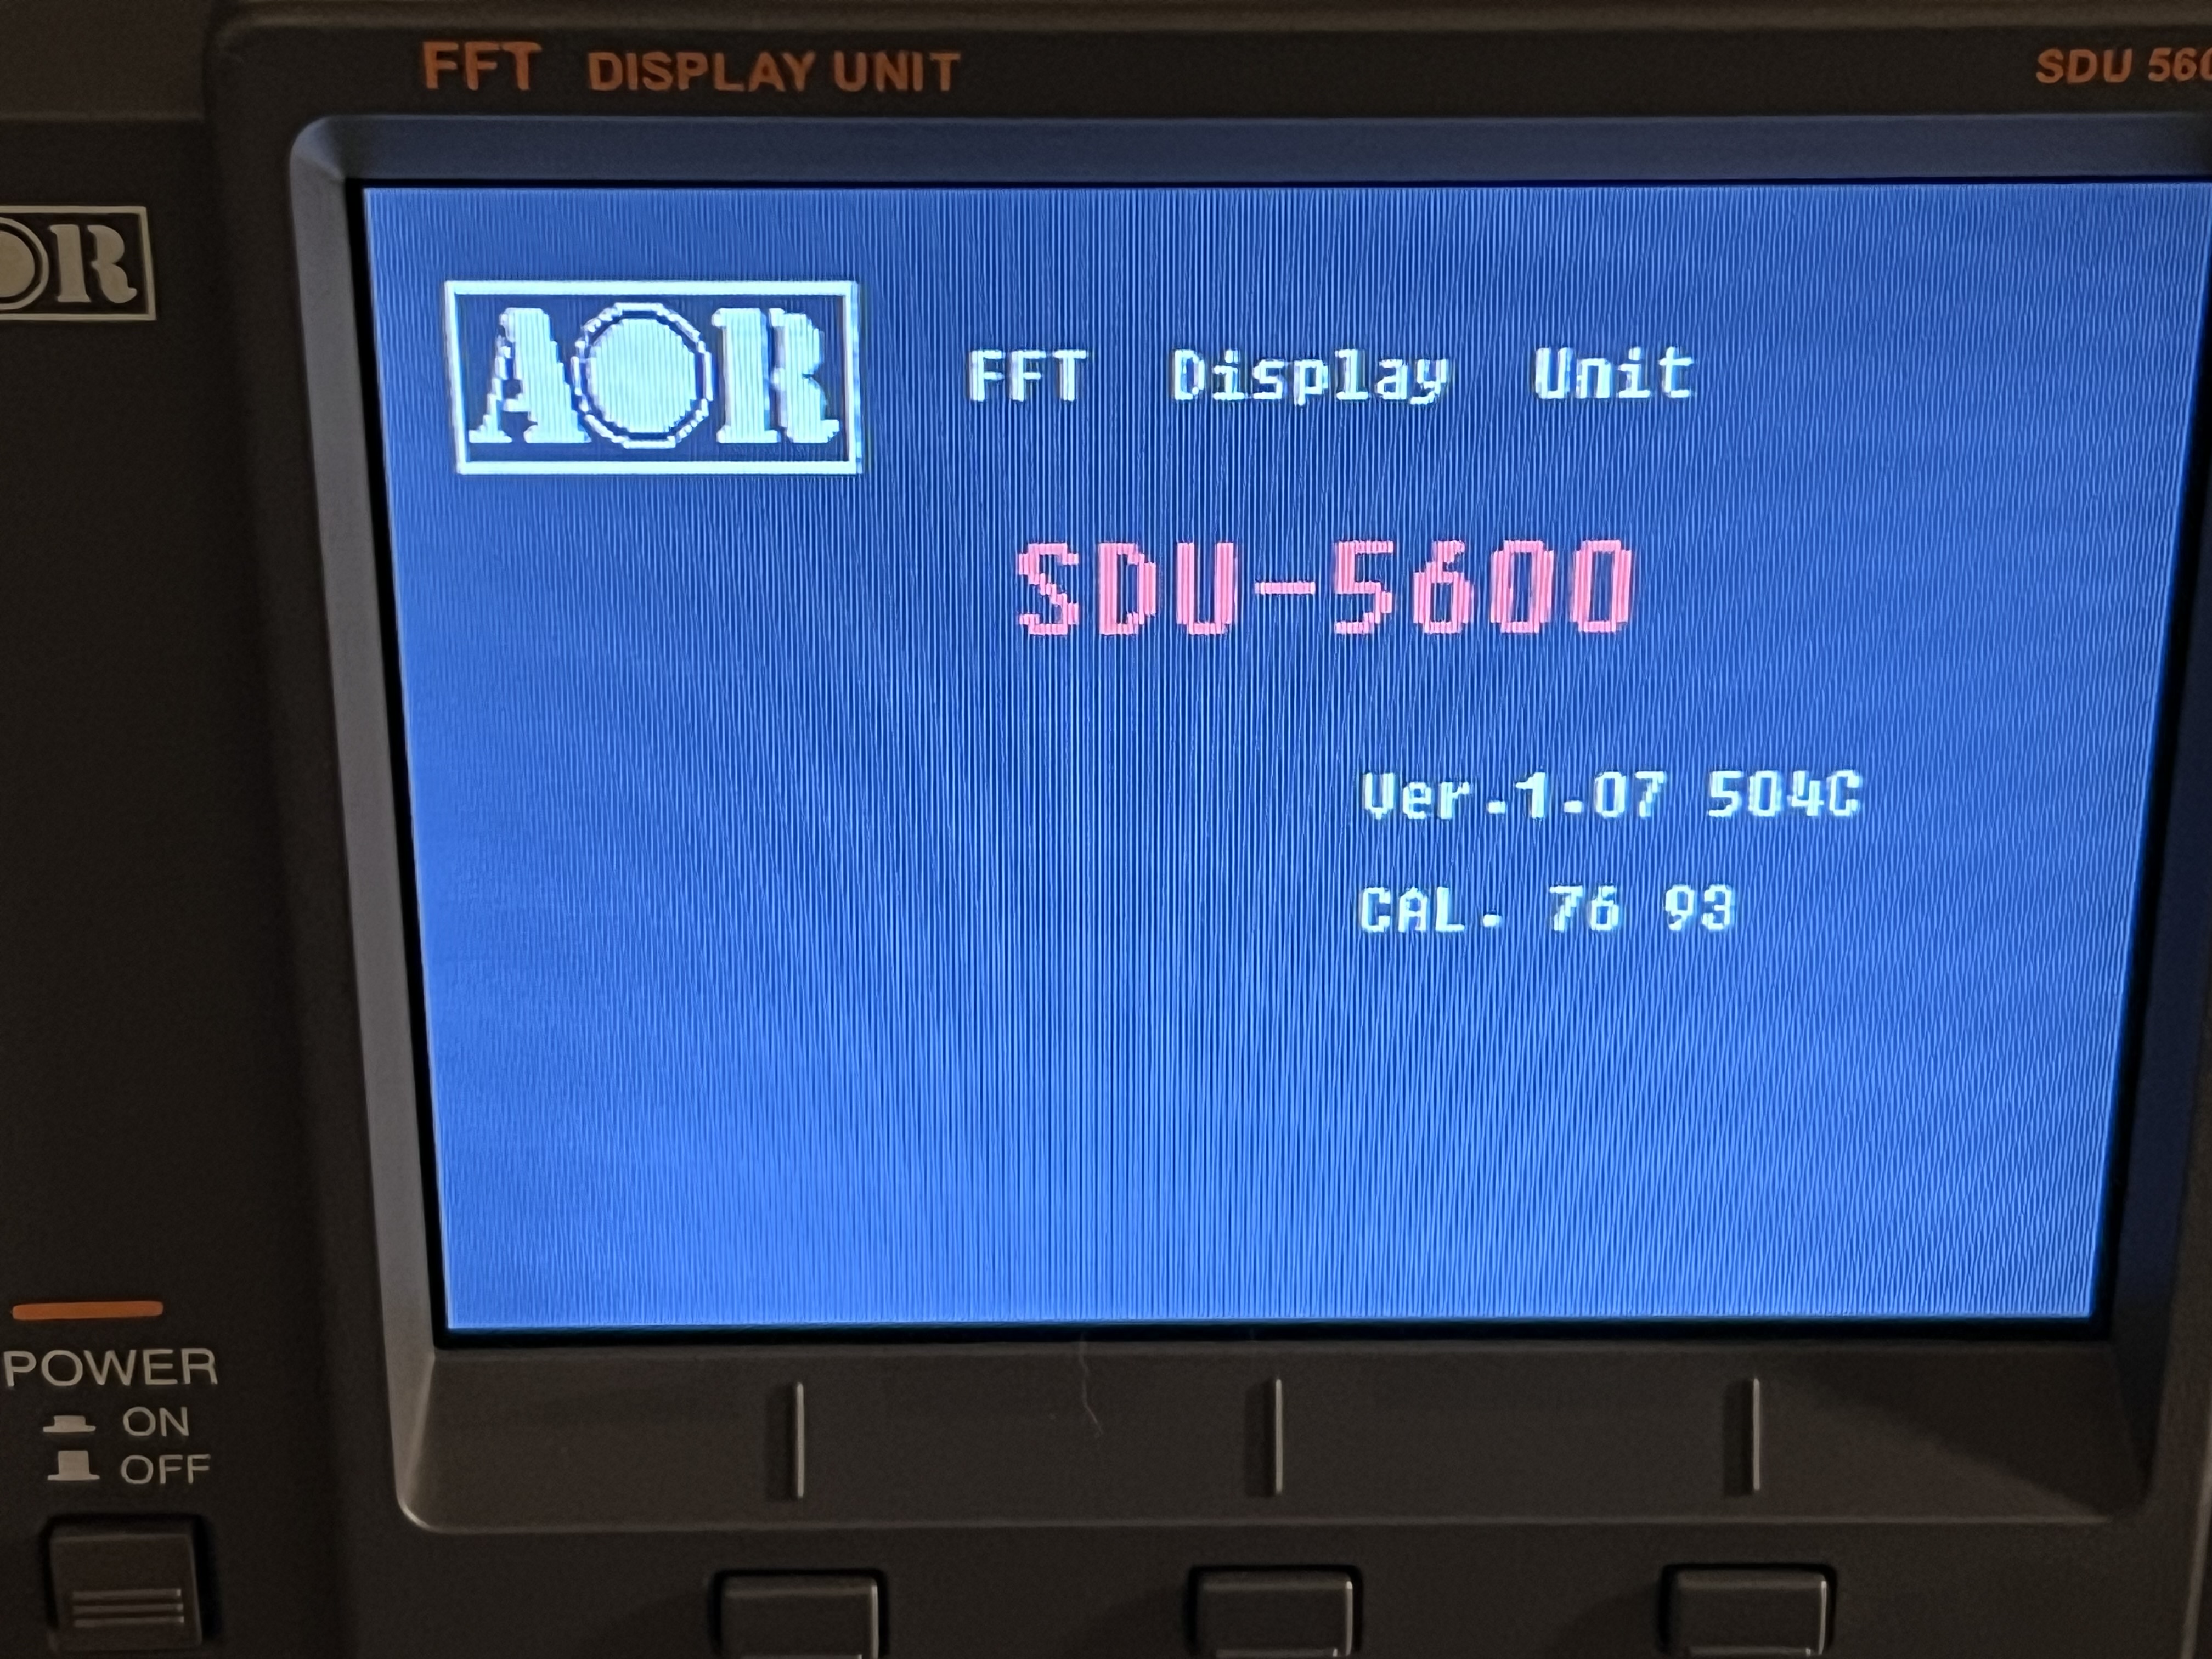 FFT DISPLAY UNIT
SDU 560
OR
AOR
FFT Display Unit
SDU-5600
Ver.1.07 504C
CAL. 76 93
POWER
ON
OFF